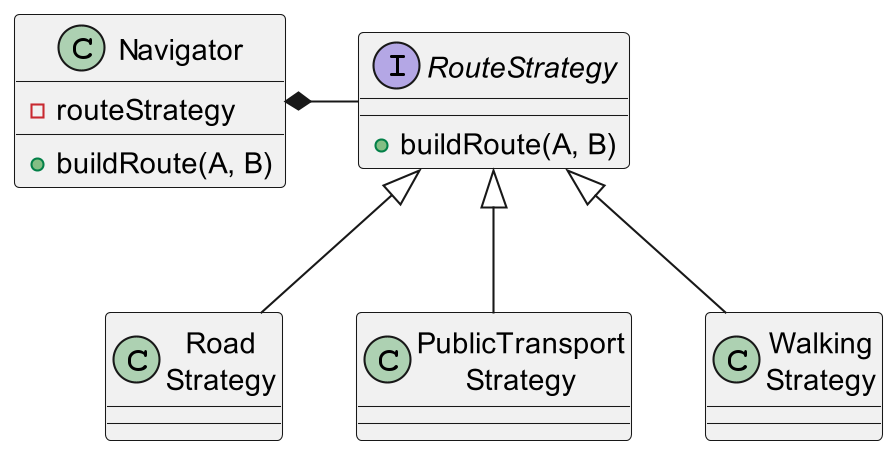 C Navigator
routeStrategy
buildRoute(A, B)
I RouteStrategy
buildRoute(A, B)
C Road
Strategy
C PublicTransport
Strategy
C Walking
Strategy